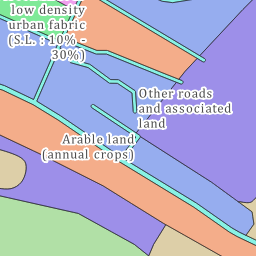 low density
urban fabric
(S.L. : 10% -
30%)
Other roads
and associated
land
Arable land
(annual crops)